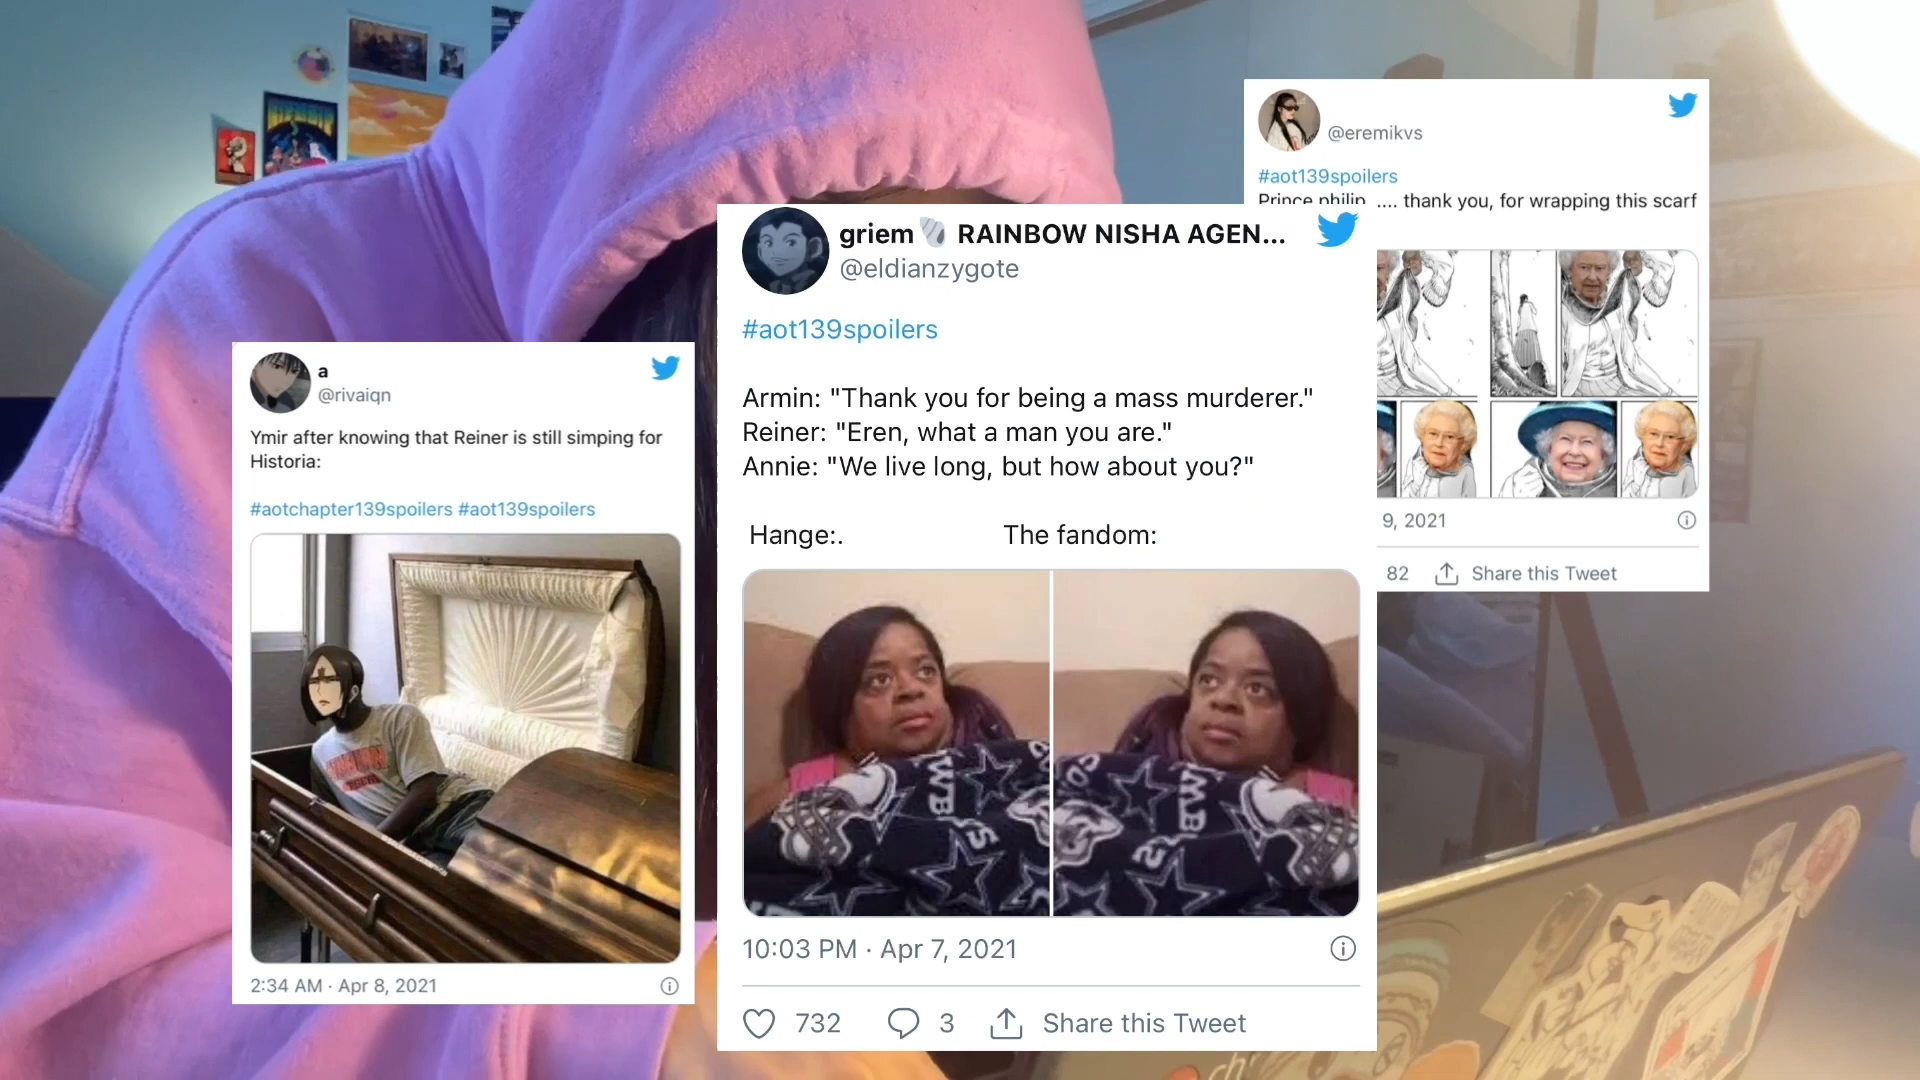 a
@rivaiqn
Ymir after knowing that Reiner is still simping for
Historia:
#aotchapter139spoilers #aot139spoilers
2:34 AM · Apr 8, 2021
griem RAINBOW NISHA AGEN...
@eldianzygote
#aot139spoilers
Armin: "Thank you for being a mass murderer."
Reiner: "Eren, what a man you are."
Annie: "We live long, but how about you?"
Hange:. The fandom:
10:03 PM · Apr 7, 2021
732 3 Share this Tweet
@eremikvs
#aot139spoilers
Prince philip .... thank you, for wrapping this scarf
9, 2021
82 Share this Tweet